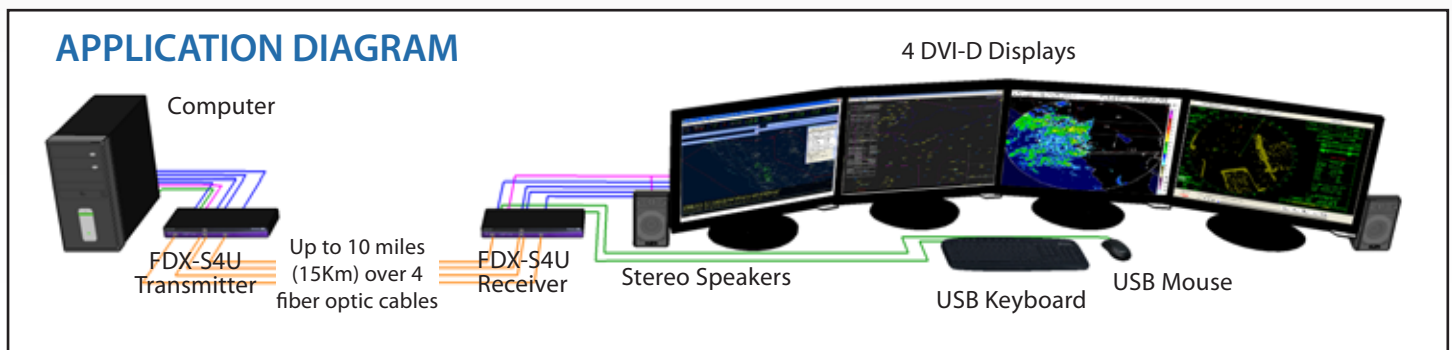 APPLICATION DIAGRAM
4 DVI-D Displays
Computer
FDX-S4U
Transmitter
Up to 10 miles
(15Km) over 4
fiber optic cables
FDX-S4U
Receiver
Stereo Speakers
USB Keyboard
USB Mouse